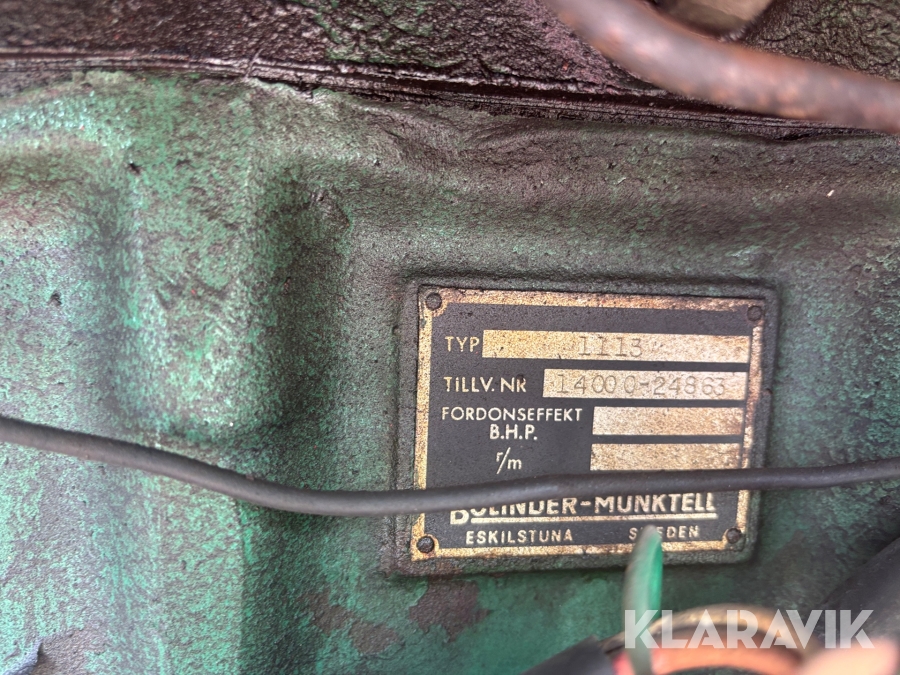 TYP 1113
TILLV. NR 14000-24863
FORDONSEFFEKT
B.H.P.
r/m
BOLINDER-MUNKTELL
ESKILSTUNA SWEDEN
KLARAVIK